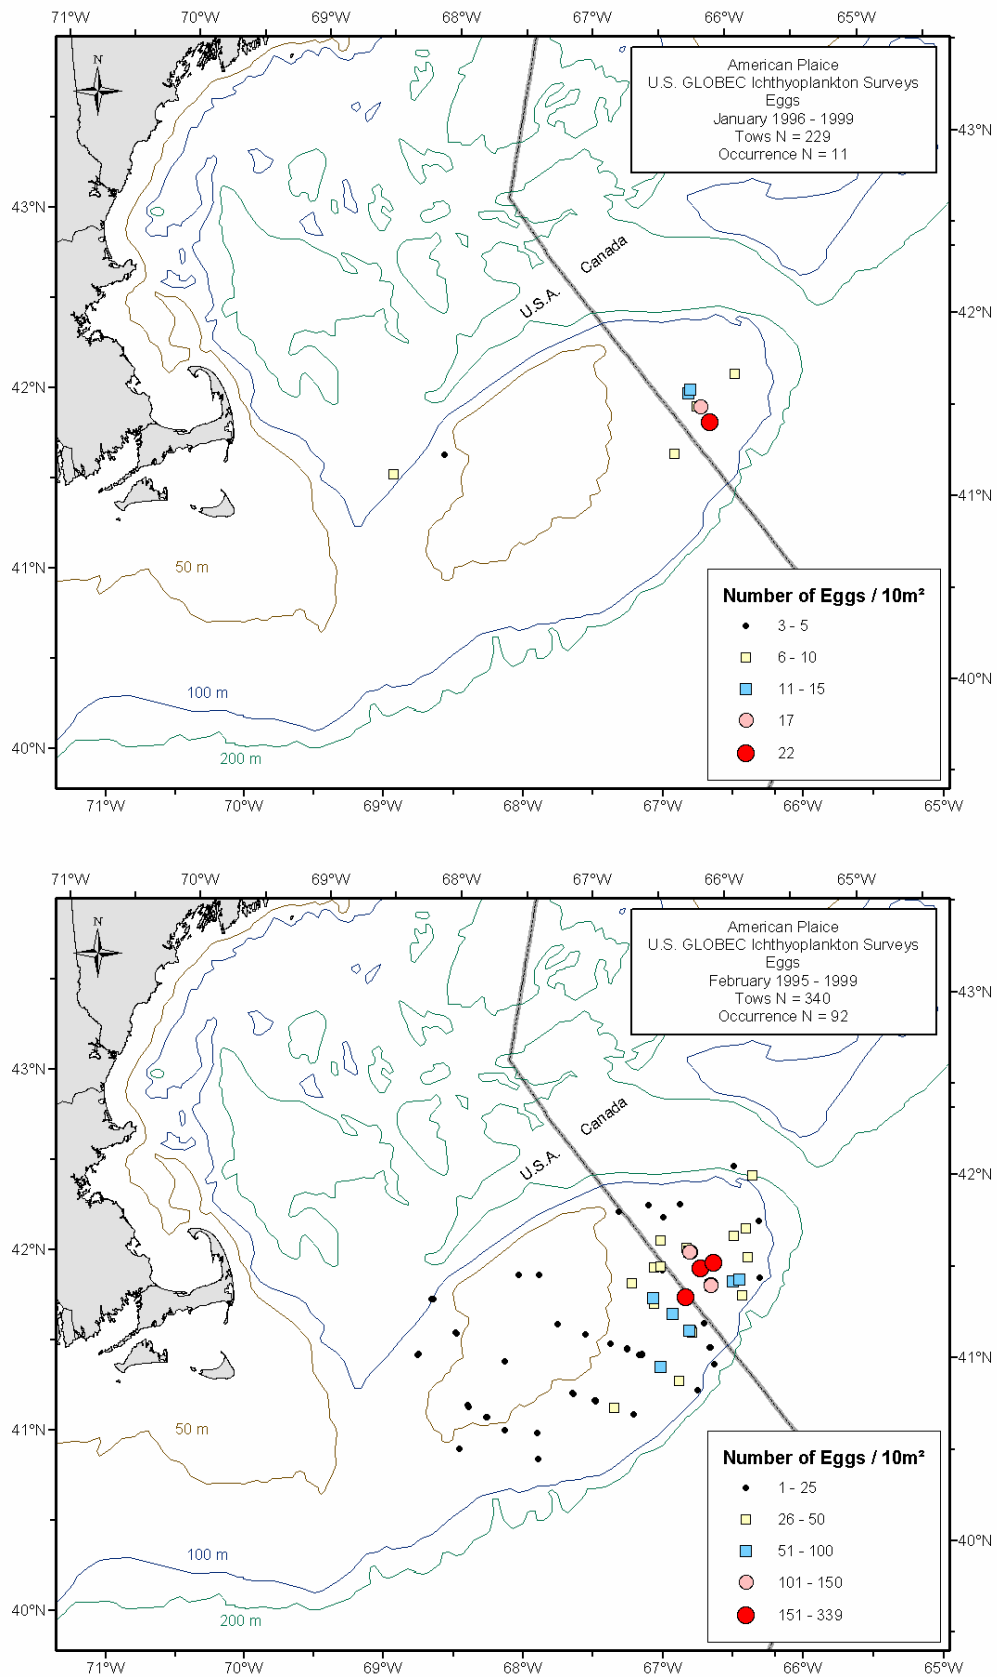 71°W 70°W 69°W 68°W 67°W 66°W 65°W
N
American Plaice
U.S. GLOBEC Ichthyoplankton Surveys
Eggs
January 1996 - 1999
Tows N = 229
Occurrence N = 11
43°N
43°N
Canada
U.S.A.
42°N
42°N
41°N
41°N
50 m
Number of Eggs / 10m²
3 - 5
6 - 10
11 - 15
17
22
100 m
40°N
40°N
200 m
71°W 70°W 69°W 68°W 67°W 66°W 65°W
71°W 70°W 69°W 68°W 67°W 66°W 65°W
N
American Plaice
U.S. GLOBEC Ichthyoplankton Surveys
Eggs
February 1995 - 1999
Tows N = 340
Occurrence N = 92
43°N
43°N
Canada
U.S.A.
42°N
42°N
41°N
41°N
50 m
Number of Eggs / 10m²
1 - 25
26 - 50
51 - 100
101 - 150
151 - 339
100 m
40°N
40°N
200 m
71°W 70°W 69°W 68°W 67°W 66°W 65°W